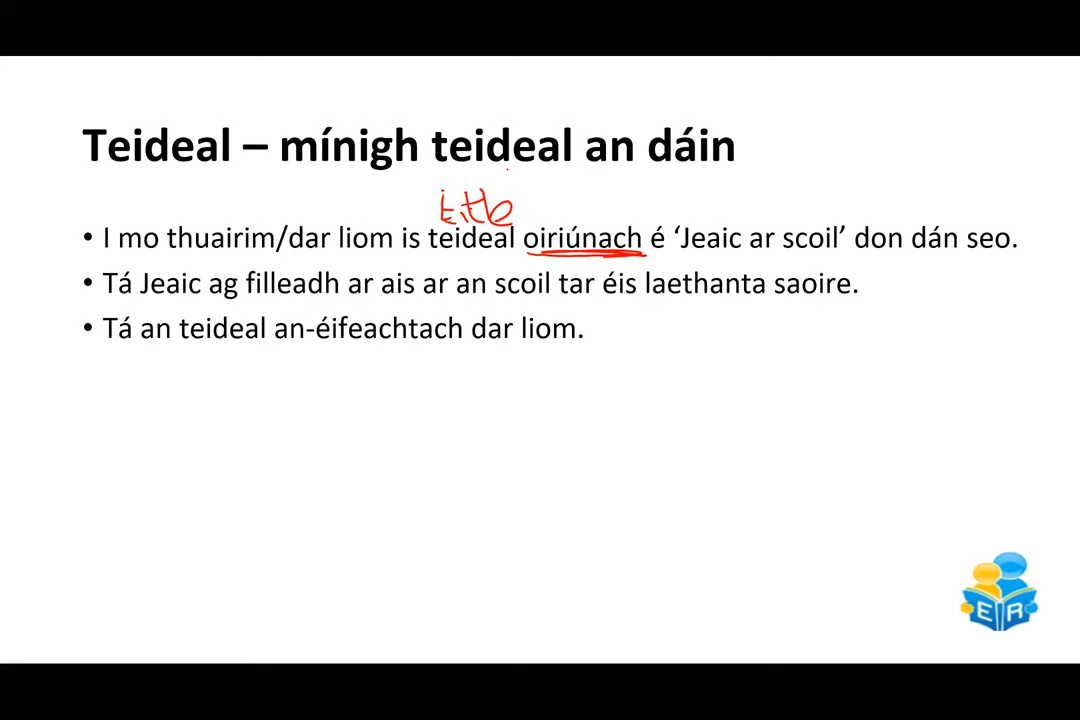 Teideal – mínigh teideal an dáin
title
• I mo thuairim/dar liom is teideal oiriúnach é ‘Jeaic ar scoil’ don dán seo.
• Tá Jeaic ag filleadh ar ais ar an scoil tar éis laethanta saoire.
• Tá an teideal an-éifeachtach dar liom.
E R